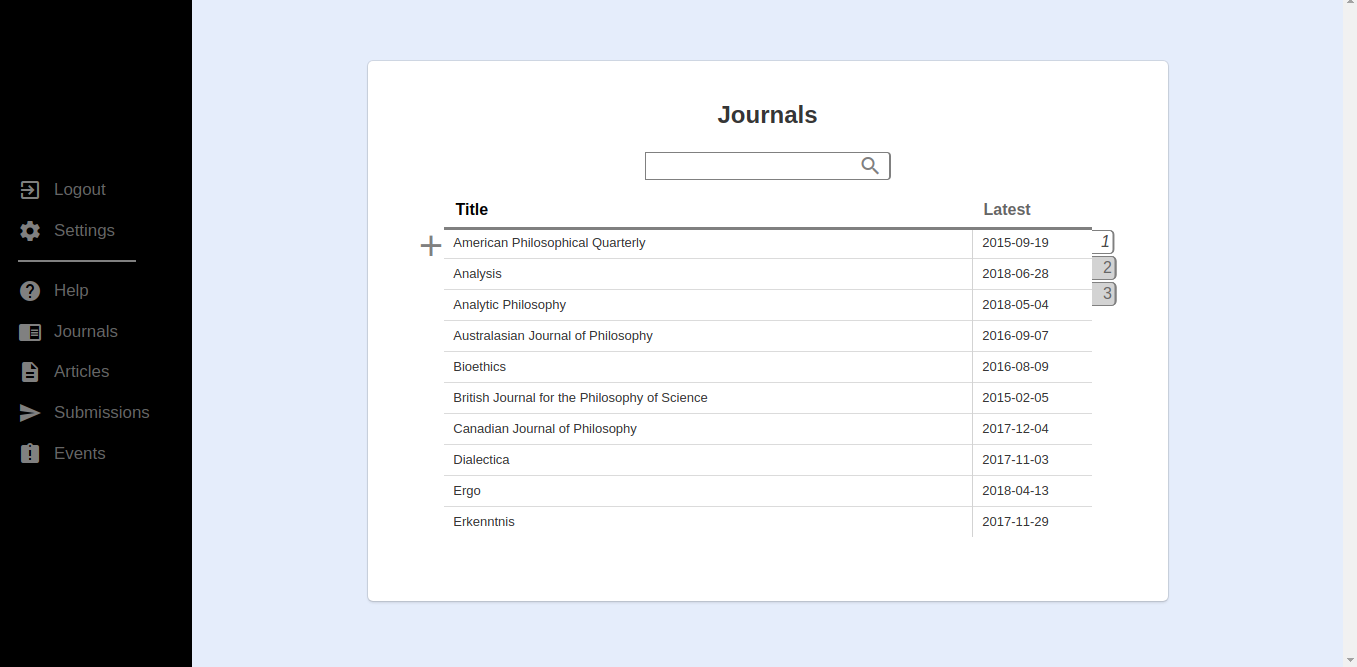 Logout
Settings
Help
Journals
Articles
Submissions
Events
Journals
Title Latest
American Philosophical Quarterly 2015-09-19 1
Analysis 2018-06-28 2
Analytic Philosophy 2018-05-04 3
Australasian Journal of Philosophy 2016-09-07
Bioethics 2016-08-09
British Journal for the Philosophy of Science 2015-02-05
Canadian Journal of Philosophy 2017-12-04
Dialectica 2017-11-03
Ergo 2018-04-13
Erkenntnis 2017-11-29